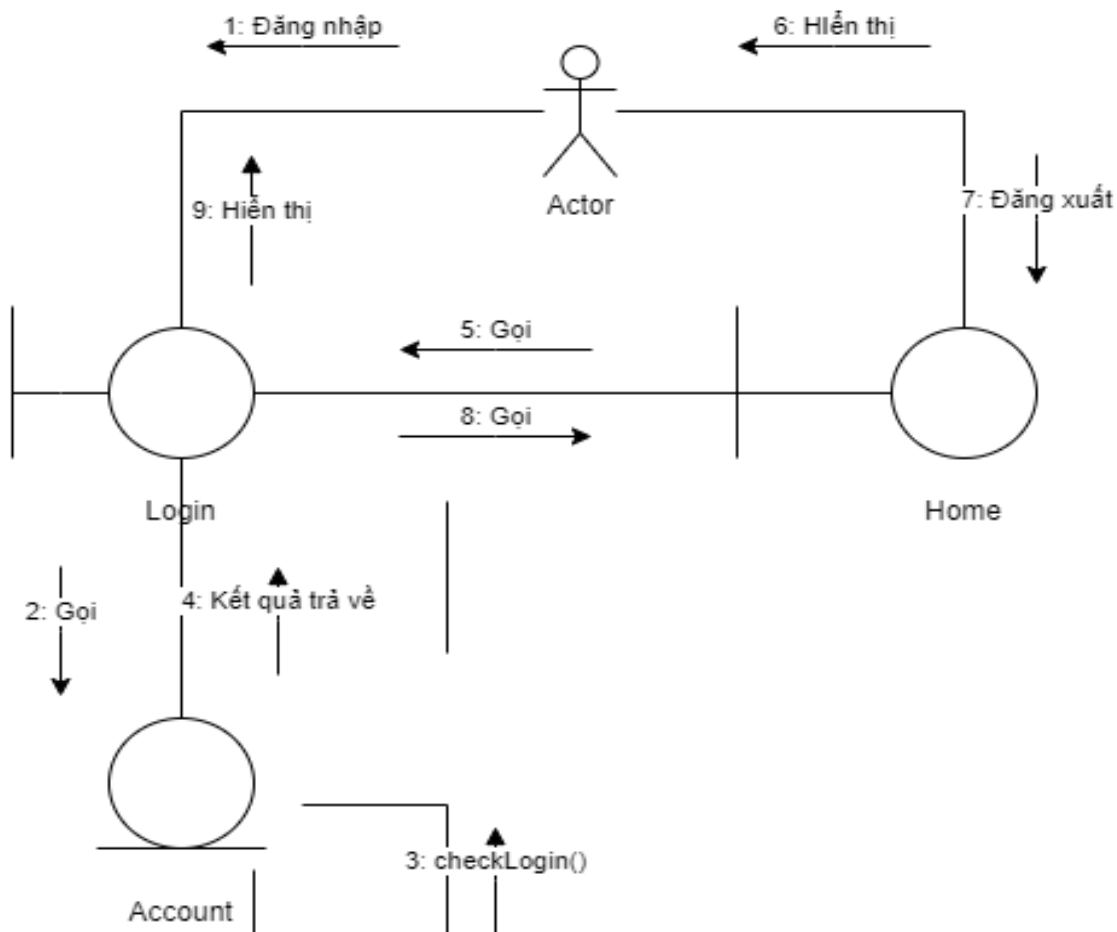 1: Đăng nhập
6: HIển thị
Actor
9: Hiển thị
7: Đăng xuất
5: Gọi
8: Gọi
Login
Home
2: Gọi
4: Kết quả trả về
3: checkLogin()
Account